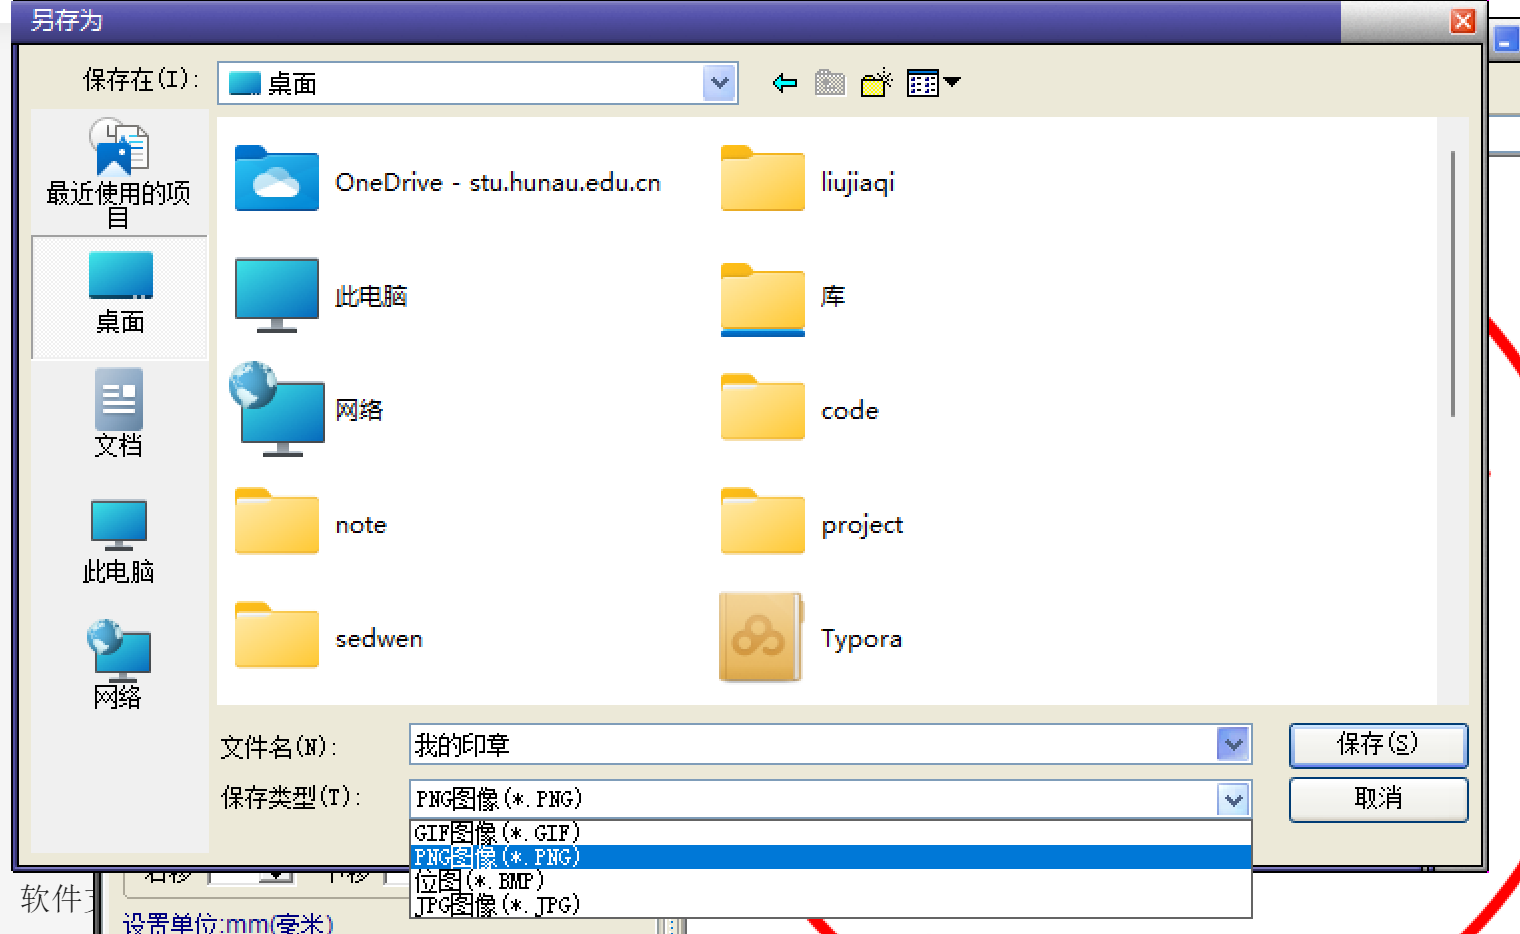 另存为
保存在(I):
桌面
最近使用的项
目
桌面
文档
此电脑
网络
OneDrive - stu.hunau.edu.cn
liujiaqi
此电脑
库
网络
code
note
project
sedwen
Typora
文件名(N):
我的印章
保存(S)
保存类型(T):
PNG图像(*.PNG)
取消
GIF图像(*.GIF)
PNG图像(*.PNG)
位图(*.BMP)
JPG图像(*.JPG)
软件
设置单位:mm(毫米)